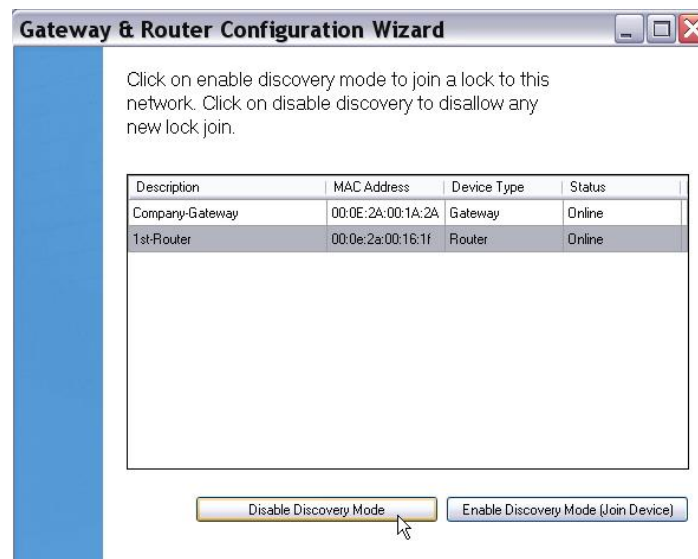 Gateway & Router Configuration Wizard
Click on enable discovery mode to join a lock to this
network. Click on disable discovery to disallow any
new lock join.
Description MAC Address Device Type Status
Company-Gateway 00:0E:2A:00:1A:2A Gateway Online
1st-Router 00:0e:2a:00:16:1f Router Online
Disable Discovery Mode Enable Discovery Mode (Join Device)